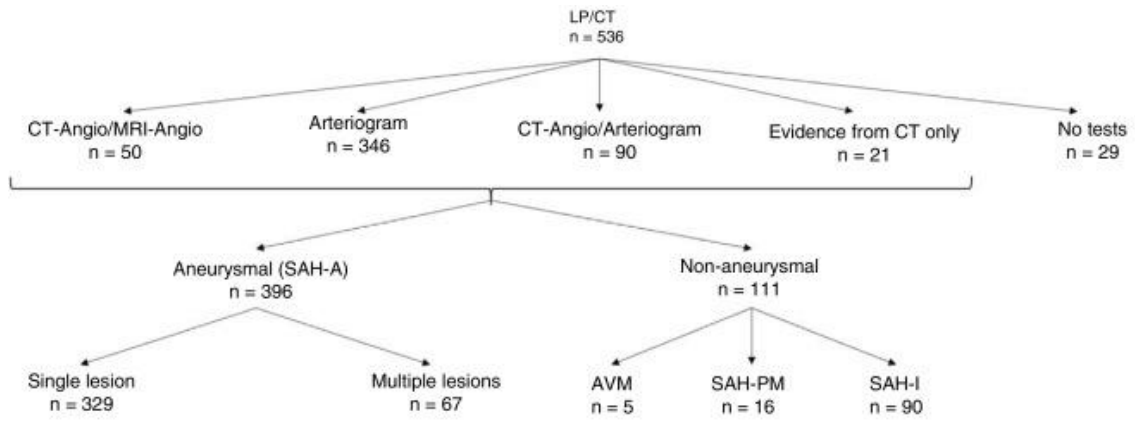 LP/CT
n = 536
CT-Angio/MRI-Angio
n = 50
Arteriogram
n = 346
CT-Angio/Arteriogram
n = 90
Evidence from CT only
n = 21
No tests
n = 29
Aneurysmal (SAH-A)
n = 396
Non-aneurysmal
n = 111
Single lesion
n = 329
Multiple lesions
n = 67
AVM
n = 5
SAH-PM
n = 16
SAH-I
n = 90